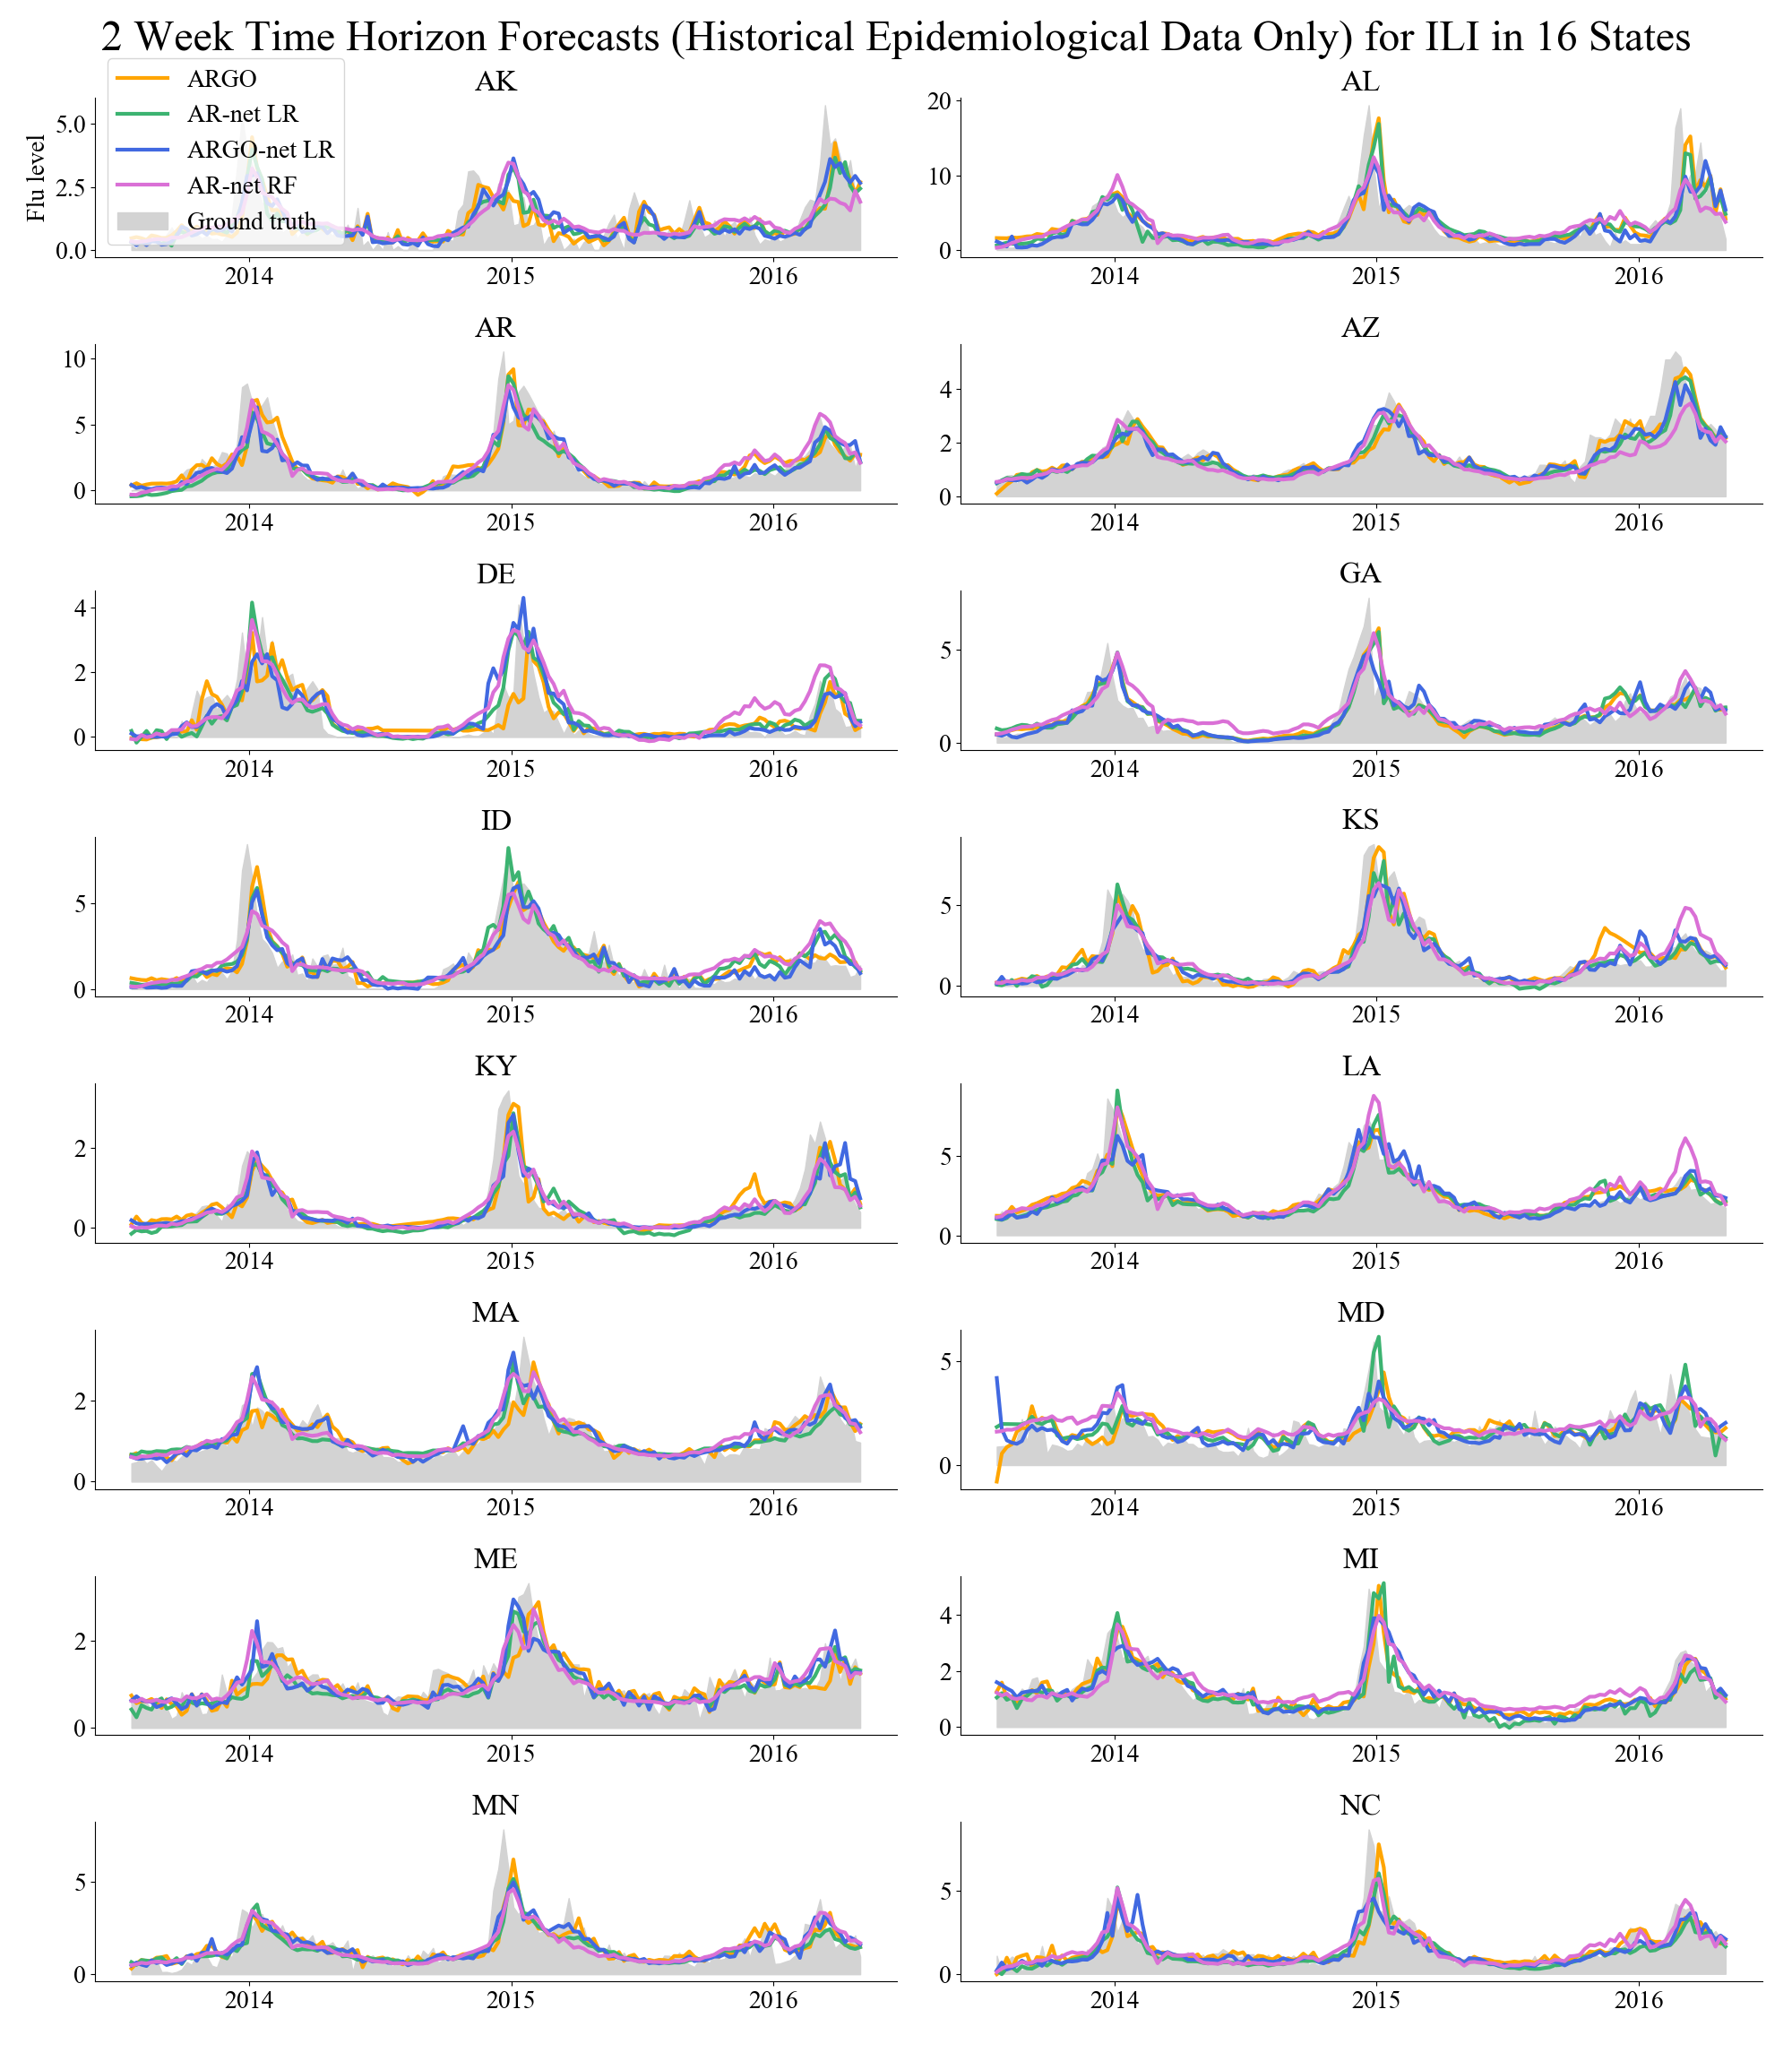 2 Week Time Horizon Forecasts (Historical Epidemiological Data Only) for ILI in 16 States
ARGO
AR-net LR
ARGO-net LR
AR-net RF
Ground truth
AK
Flu level
5.0
2.5
0.0
2014 2015 2016
AL
20
10
0
2014 2015 2016
AR
10
5
0
2014 2015 2016
AZ
4
2
0
2014 2015 2016
DE
4
2
0
2014 2015 2016
GA
5
0
2014 2015 2016
ID
5
0
2014 2015 2016
KS
5
0
2014 2015 2016
KY
2
0
2014 2015 2016
LA
5
0
2014 2015 2016
MA
2
0
2014 2015 2016
MD
5
0
2014 2015 2016
ME
2
0
2014 2015 2016
MI
4
2
0
2014 2015 2016
MN
5
0
2014 2015 2016
NC
5
0
2014 2015 2016